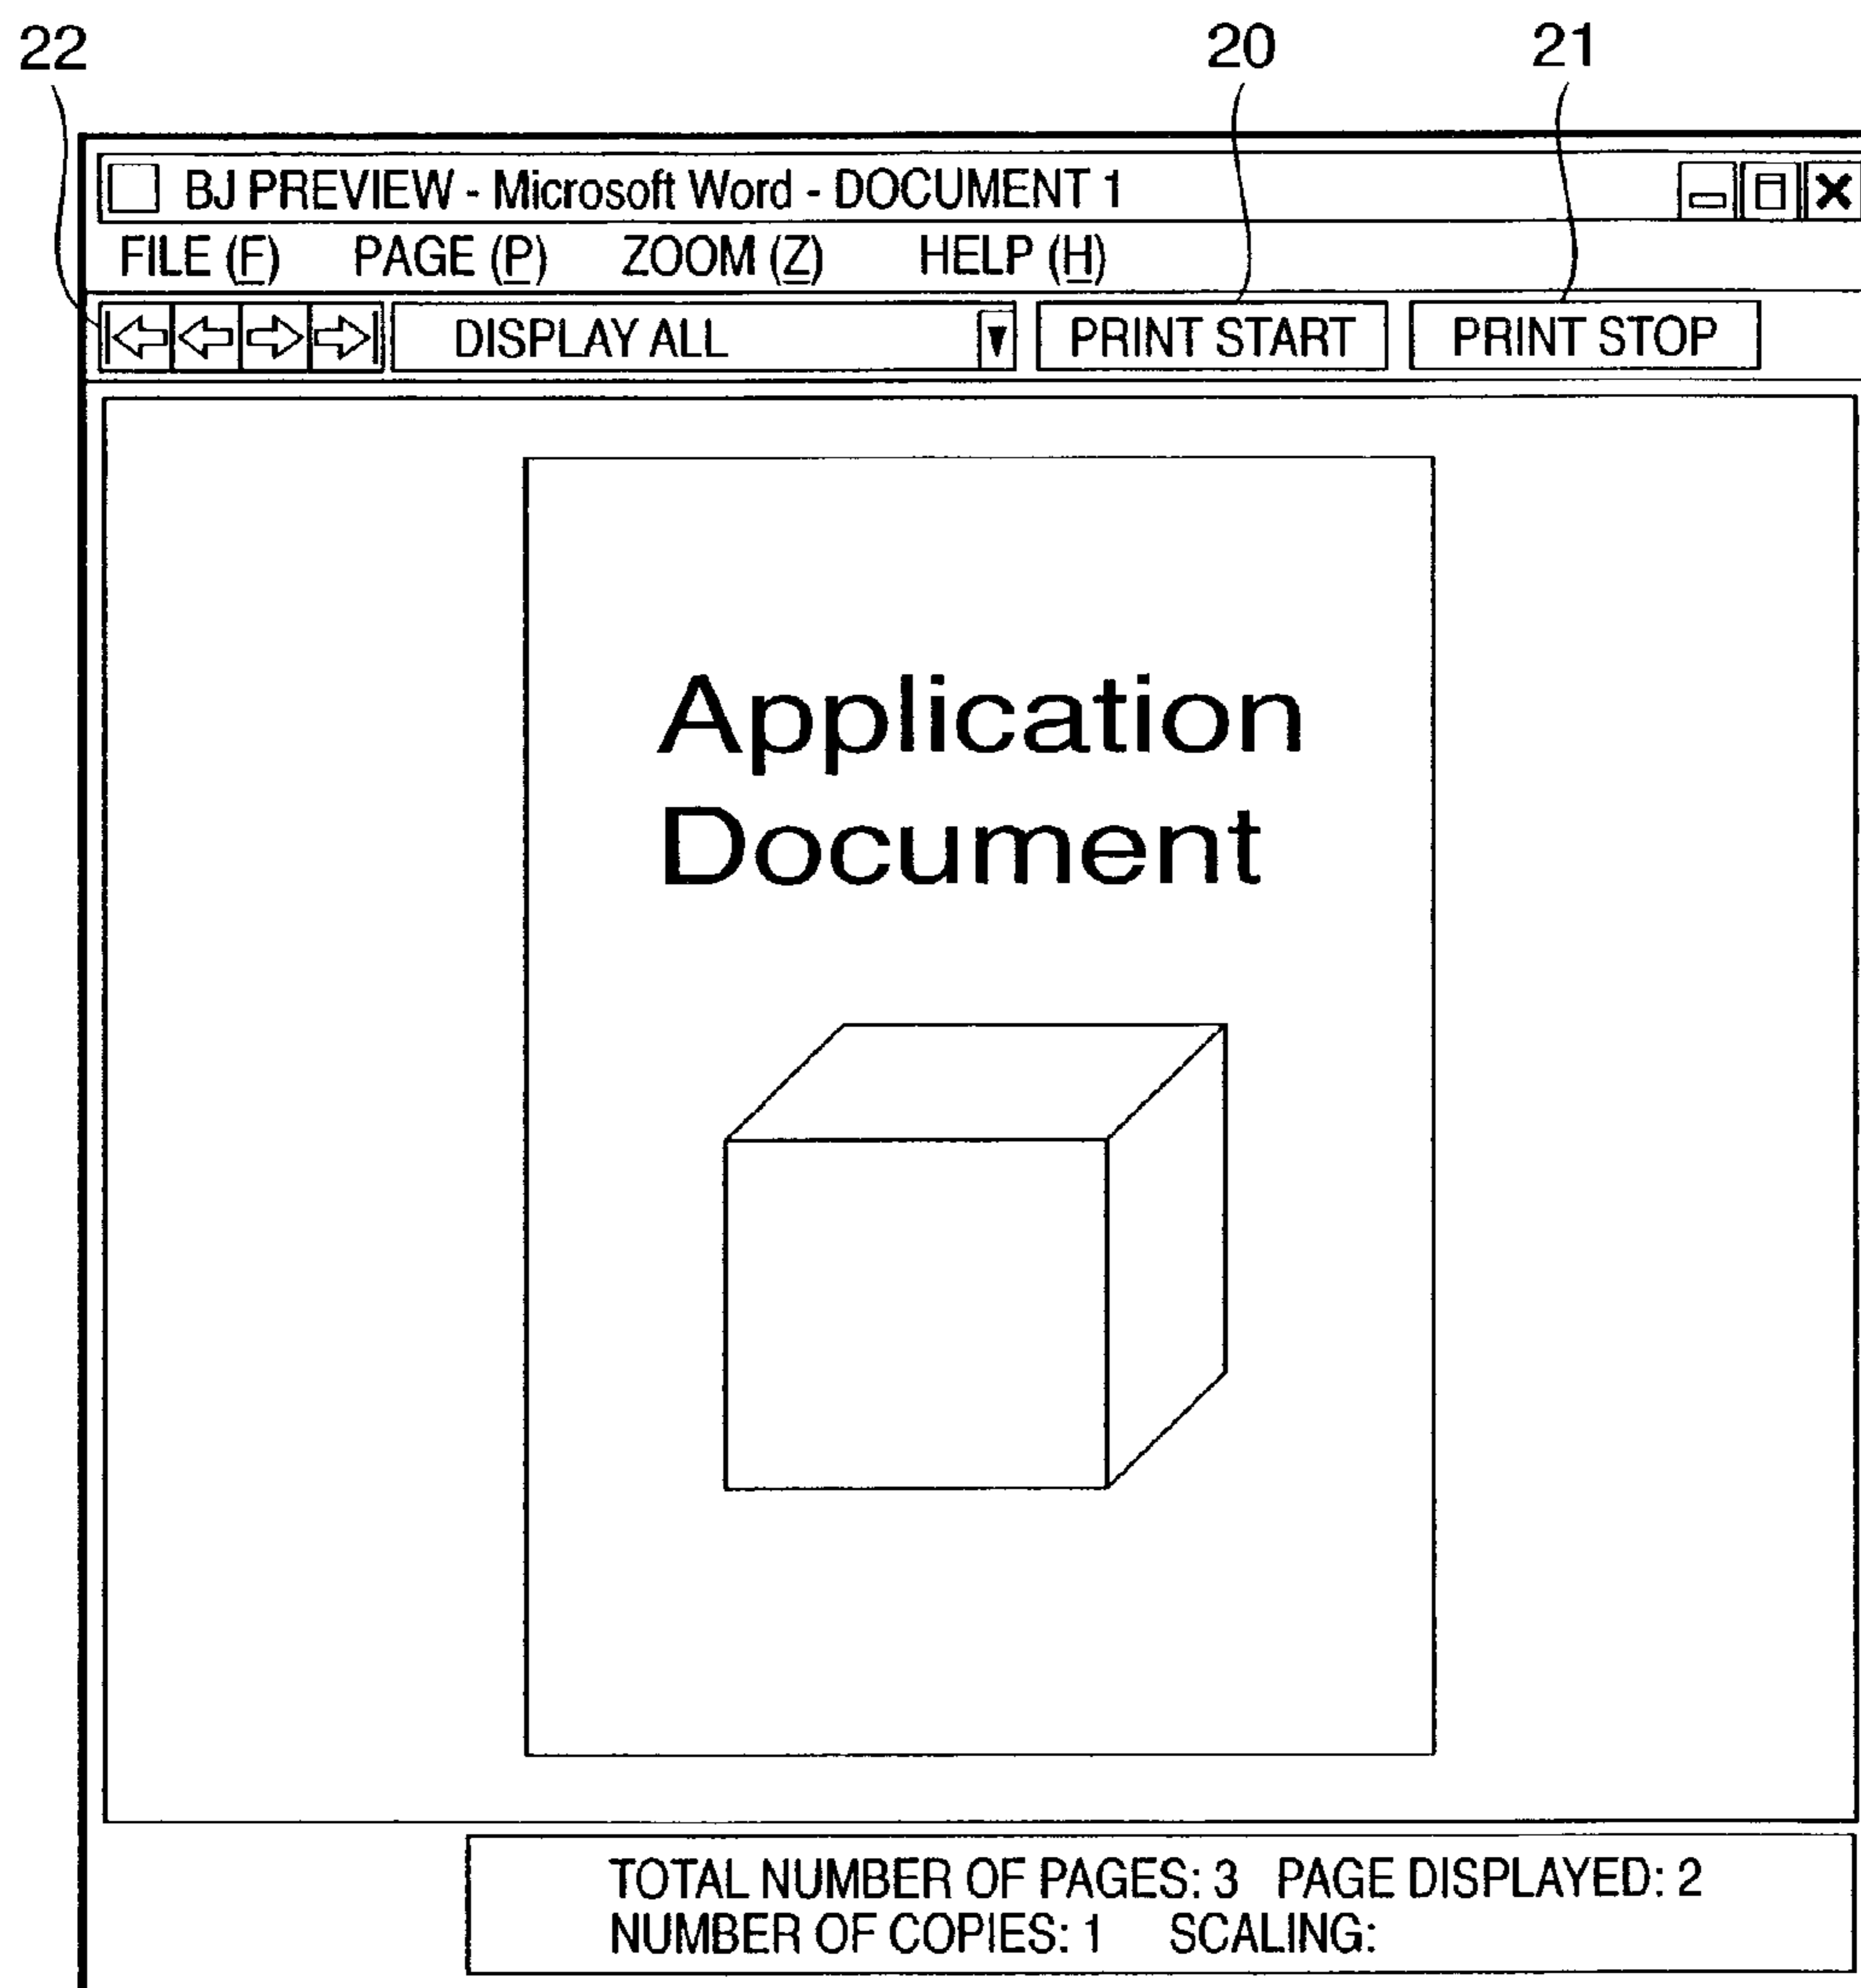 22 20 21
BJ PREVIEW - Microsoft Word - DOCUMENT 1
FILE (F) PAGE (P) ZOOM (Z) HELP (H)
DISPLAY ALL PRINT START PRINT STOP
Application
Document
TOTAL NUMBER OF PAGES: 3 PAGE DISPLAYED: 2
NUMBER OF COPIES: 1 SCALING: